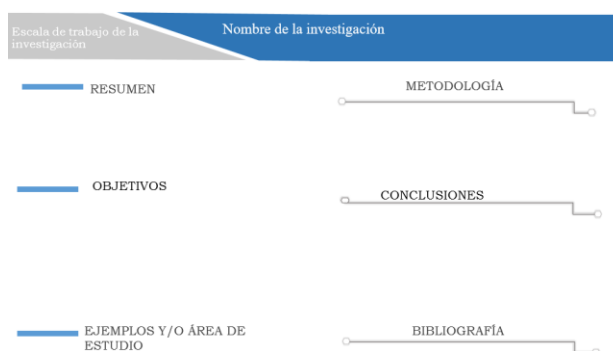 Escala de trabajo de la
investigación
Nombre de la investigación
RESUMEN
METODOLOGÍA
OBJETIVOS
CONCLUSIONES
EJEMPLOS Y/O ÁREA DE
ESTUDIO
BIBLIOGRAFÍA